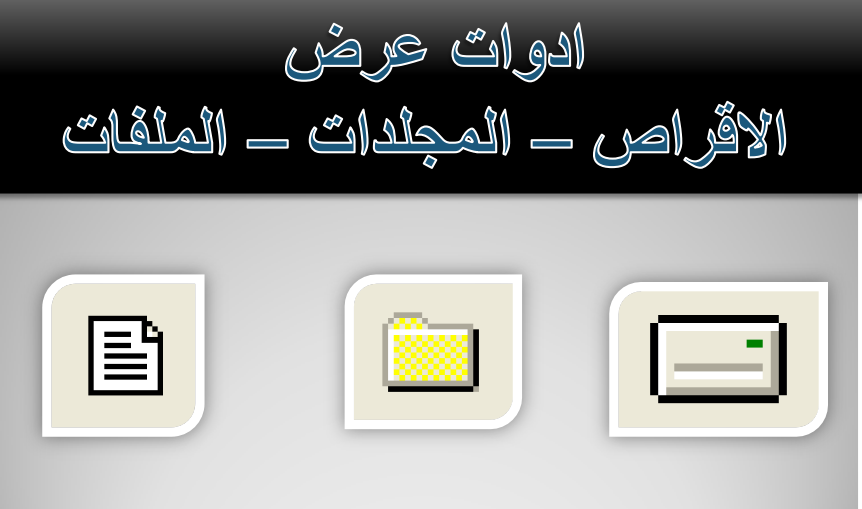 ادوات عرض
الاقراص – المجلدات – الملفات